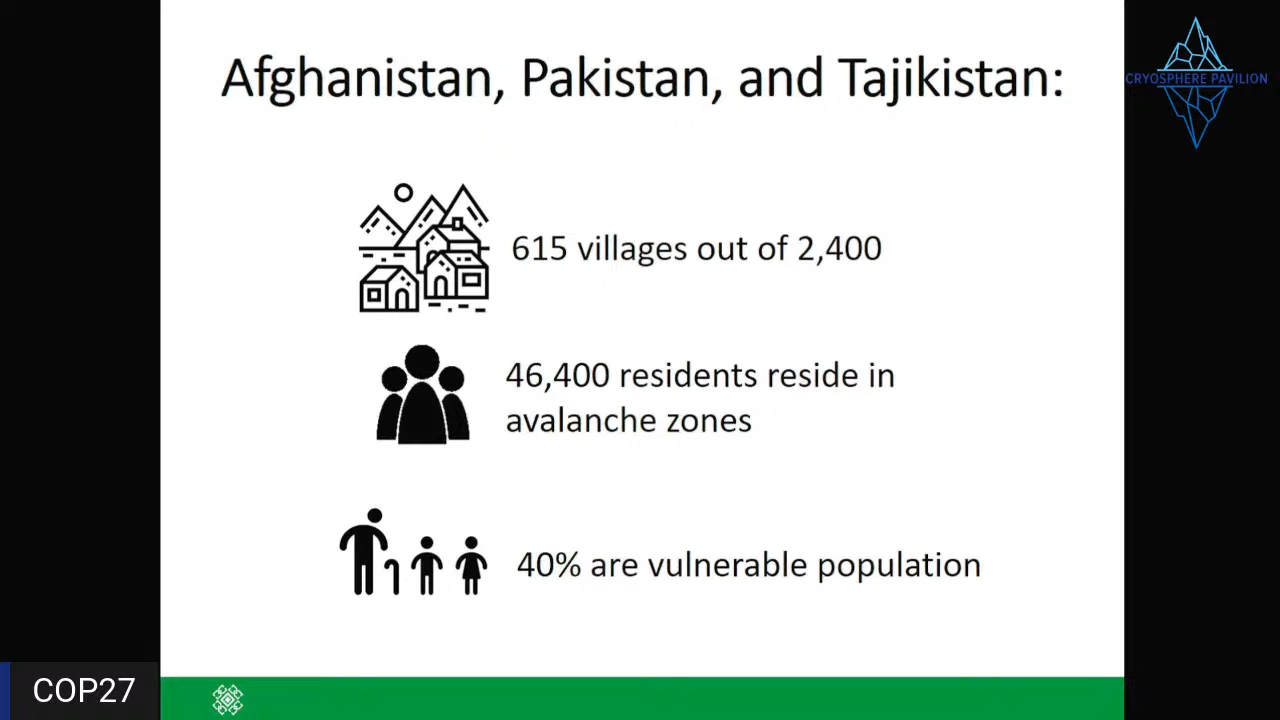 Afghanistan, Pakistan, and Tajikistan:
CRYOSPHERE PAVILION
615 villages out of 2,400
46,400 residents reside in
avalanche zones
40% are vulnerable population
COP27